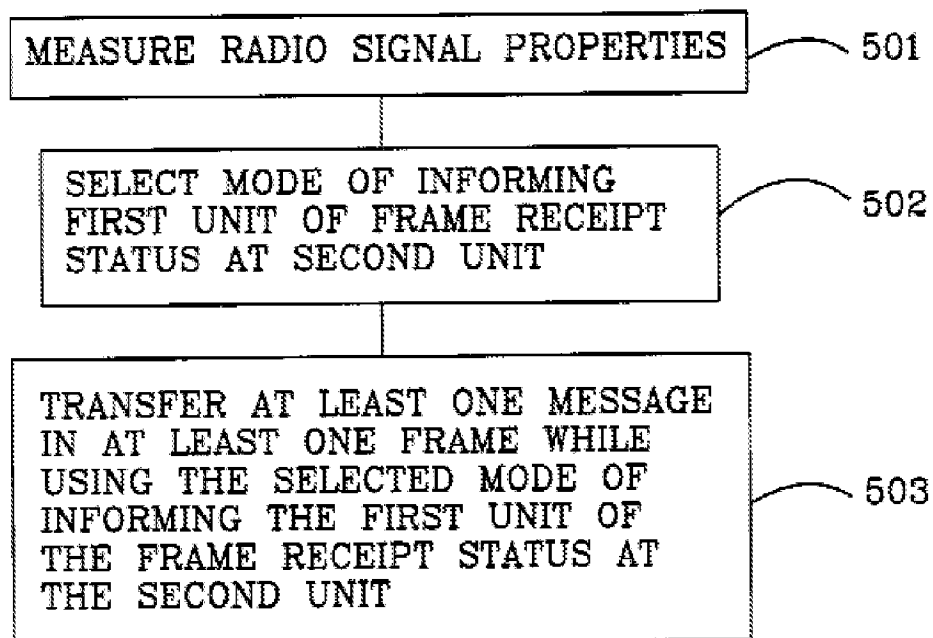 MEASURE RADIO SIGNAL PROPERTIES 501
SELECT MODE OF INFORMING
FIRST UNIT OF FRAME RECEIPT
STATUS AT SECOND UNIT
502
TRANSFER AT LEAST ONE MESSAGE
IN AT LEAST ONE FRAME WHILE
USING THE SELECTED MODE OF
INFORMING THE FIRST UNIT OF
THE FRAME RECEIPT STATUS AT
THE SECOND UNIT
503